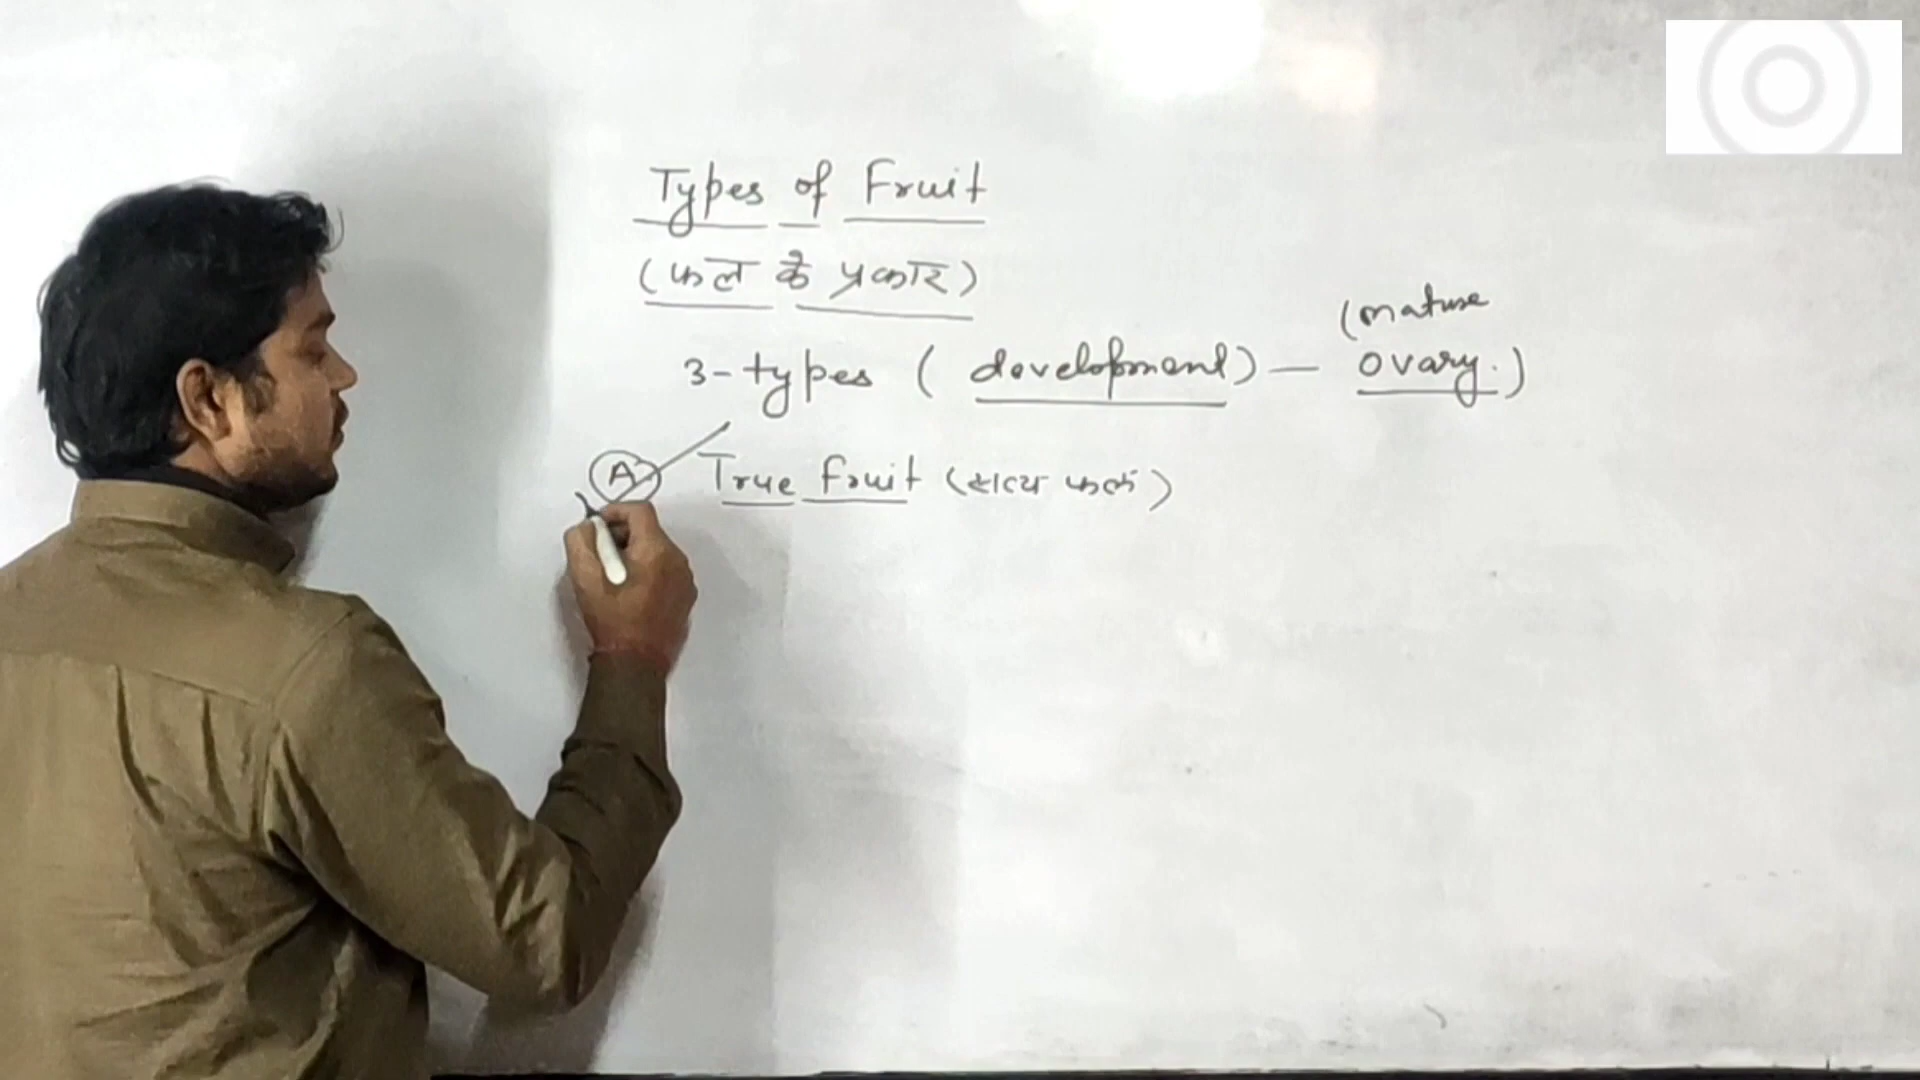 Types of Fruit
(फल के प्रकार)
3-types (development) — (mature ovary.)
A True Fruit (सत्य फल)